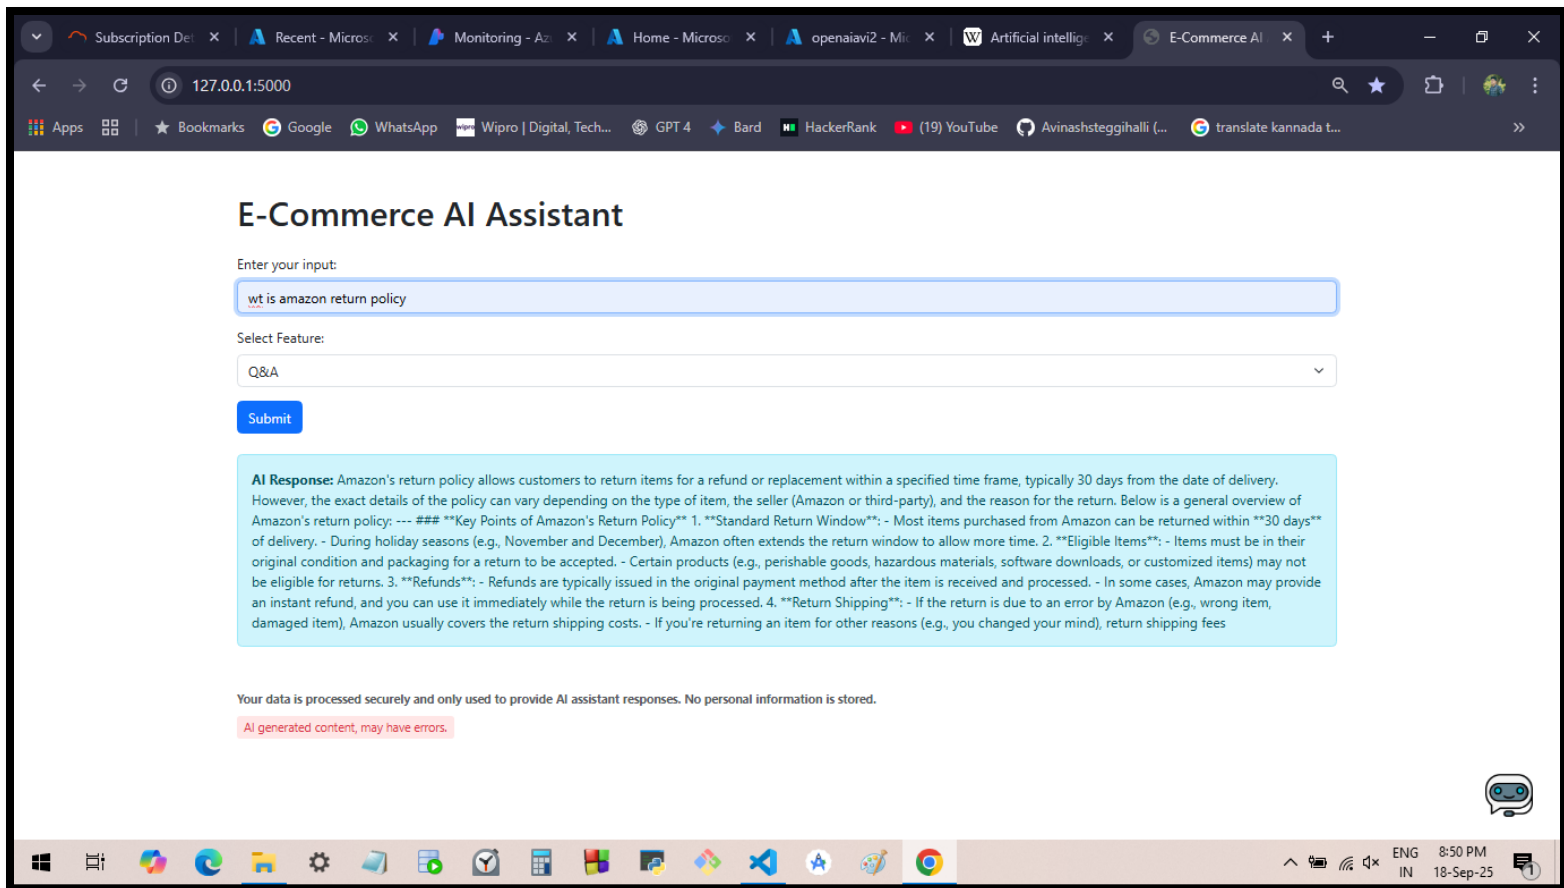 Subscription Det
Recent - Microso
Monitoring - Az
Home - Microso
openaiavi2 - Mic
Artificial intellige
E-Commerce AI
127.0.0.1:5000
Apps
Bookmarks
Google
WhatsApp
Wipro | Digital, Tech...
GPT 4
Bard
HackerRank
(19) YouTube
Avinashsteggihalli (...
translate kannada t...
E-Commerce AI Assistant
Enter your input:
wt is amazon return policy
Select Feature:
Q&A
Submit
AI Response: Amazon's return policy allows customers to return items for a refund or replacement within a specified time frame, typically 30 days from the date of delivery.
However, the exact details of the policy can vary depending on the type of item, the seller (Amazon or third-party), and the reason for the return. Below is a general overview of
Amazon's return policy: --- ### **Key Points of Amazon's Return Policy** 1. **Standard Return Window**: - Most items purchased from Amazon can be returned within **30 days**
of delivery. - During holiday seasons (e.g., November and December), Amazon often extends the return window to allow more time. 2. **Eligible Items**: - Items must be in their
original condition and packaging for a return to be accepted. - Certain products (e.g., perishable goods, hazardous materials, software downloads, or customized items) may not
be eligible for returns. 3. **Refunds**: - Refunds are typically issued in the original payment method after the item is received and processed. - In some cases, Amazon may provide
an instant refund, and you can use it immediately while the return is being processed. 4. **Return Shipping**: - If the return is due to an error by Amazon (e.g., wrong item,
damaged item), Amazon usually covers the return shipping costs. - If you're returning an item for other reasons (e.g., you changed your mind), return shipping fees
Your data is processed securely and only used to provide AI assistant responses. No personal information is stored.
AI generated content, may have errors.
ENG
IN
8:50 PM
18-Sep-25
1